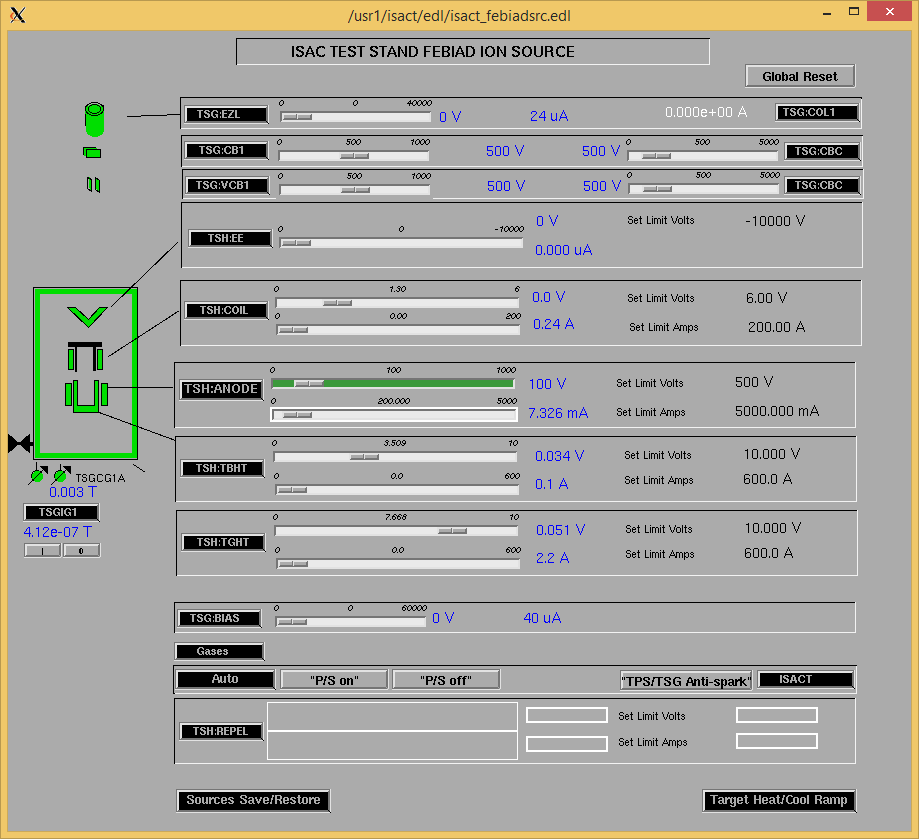 /usr1/isact/edl/isact_febiadsrc.edl
ISAC TEST STAND FEBIAD ION SOURCE
Global Reset
TSG:EZL 0 0 40000 0 V 24 uA 0.000e+00 A TSG:COL1
TSG:CB1 0 500 1000 500 V 500 V 0 500 5000 TSG:CBC
TSG:VCB1 0 500 1000 500 V 500 V 0 500 5000 TSG:CBC
TSH:EE 0 0 -10000 0 V Set Limit Volts -10000 V
0.000 uA
TSH:COIL 0 1.30 6 0.0 V Set Limit Volts 6.00 V
0 0.00 200 0.24 A Set Limit Amps 200.00 A
TSH:ANODE 0 100 1000 100 V Set Limit Volts 500 V
0 200.000 5000 7.326 mA Set Limit Amps 5000.000 mA
TSH:TBHT 0 3.509 10 0.034 V Set Limit Volts 10.000 V
0 0.0 600 0.1 A Set Limit Amps 600.0 A
TSGCG1A
0.003 T
TSGIG1
4.12e-07 T
I 0
TSH:TGHT 0 7.668 10 0.051 V Set Limit Volts 10.000 V
0 0.0 600 2.2 A Set Limit Amps 600.0 A
TSG:BIAS 0 0 60000 0 V 40 uA
Gases
Auto "P/S on" "P/S off" "TPS/TSG Anti-spark" ISACT
TSH:REPEL Set Limit Volts
Set Limit Amps
Sources Save/Restore Target Heat/Cool Ramp